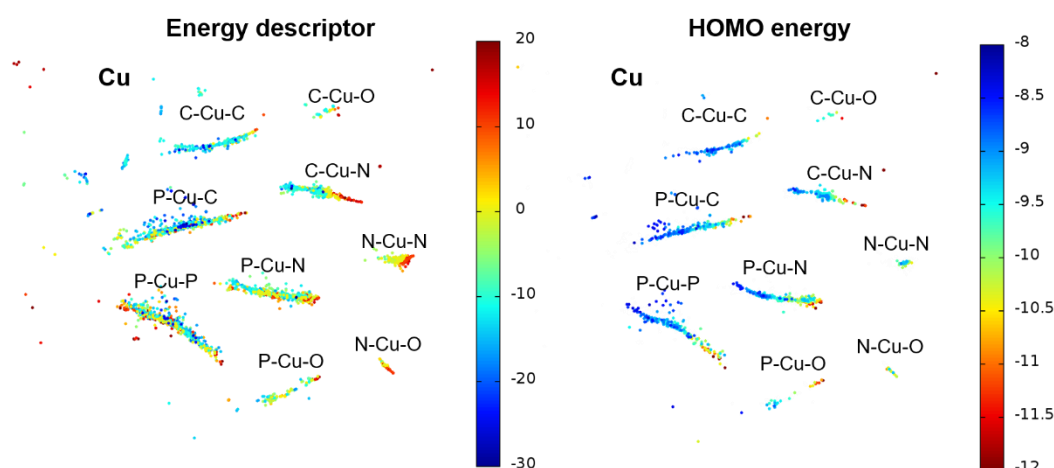 Energy descriptor
HOMO energy
Cu
C-Cu-O
C-Cu-C
C-Cu-N
P-Cu-C
N-Cu-N
P-Cu-N
P-Cu-P
P-Cu-O
N-Cu-O
20
10
0
-10
-20
-30
Cu
C-Cu-O
C-Cu-C
C-Cu-N
P-Cu-C
N-Cu-N
P-Cu-N
P-Cu-P
P-Cu-O
N-Cu-O
-8
-8.5
-9
-9.5
-10
-10.5
-11
-11.5
-12